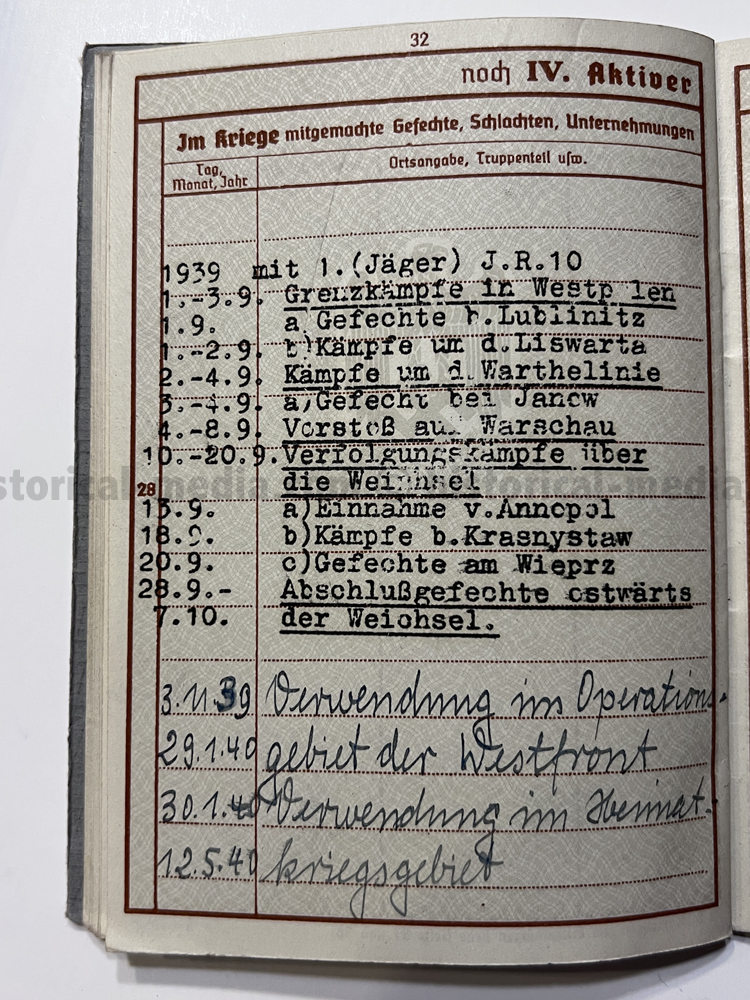 32
noch IV. Aktiver
Im Kriege mitgemachte Gefechte, Schlachten, Unternehmungen
Tag,
Monat, Jahr
Ortsangabe, Truppenteil usw.
1939 mit 1.(Jäger) J.R.10
1.-3.9. Grenzkämpfe in Westp len
1.9. a Gefechte b.Lublinitz
1.-2.9. b)Kämpfe um d.Liswarta
2.-4.9. Kämpfe um d.Warthelinie
3.-4.9. a)Gefecht bei Janow
4.-8.9. Vorstoß auf Warschau
10.-20.9. Verfolgungskämpfe über
die Weichsel
28
13.9. a)Einnahme v.Annopol
18.9. b)Kämpfe b.Krasnystaw
20.9. c)Gefechte am Wieprz
28.9.- Abschlußgefechte ostwärts
7.10. der Weichsel.
3.11.39 Verwendung im Operations-
29.1.40 gebiet der Westfront
30.1.40 Verwendung im Heimat-
12.5.40 kriegsgebiet
storical-media